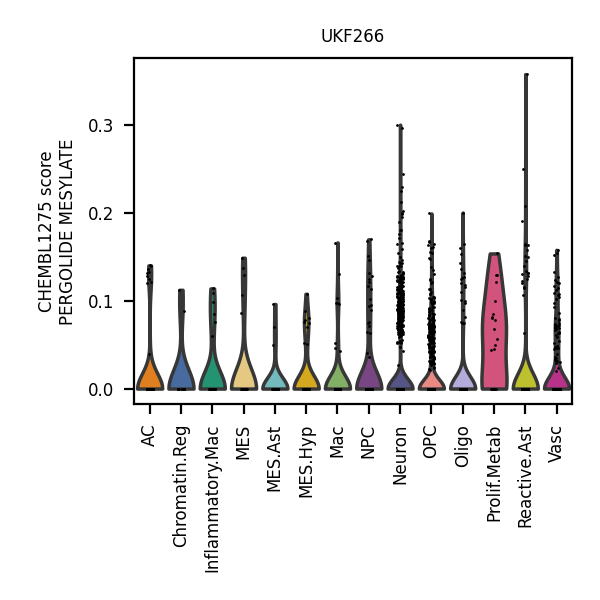 UKF266
CHEMBL1275 score
PERGOLIDE MESYLATE
0.3
0.2
0.1
0.0
AC
Chromatin.Reg
Inflammatory.Mac
MES
MES.Ast
MES.Hyp
Mac
NPC
Neuron
OPC
Oligo
Prolif.Metab
Reactive.Ast
Vasc